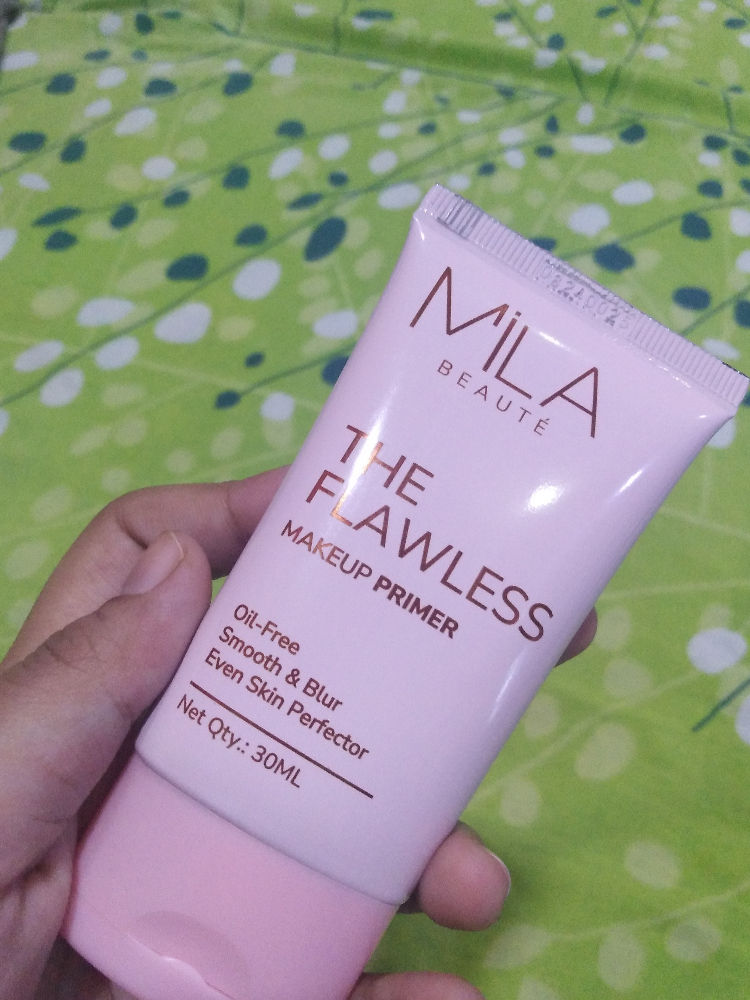 MiLA
BEAUTÉ
THE
FLAWLESS
MAKEUP PRIMER
Oil-Free
Smooth & Blur
Even Skin Perfector
Net Qty.: 30ML